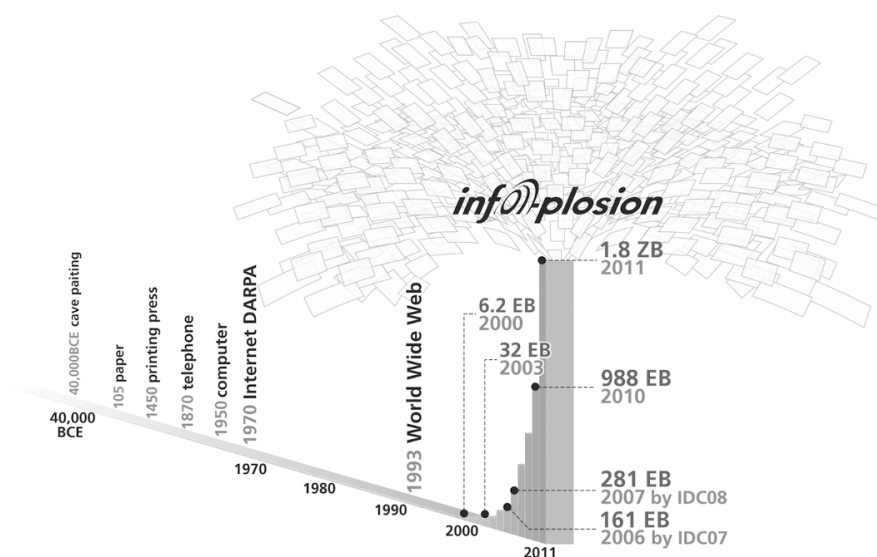 info-plosion
1.8 ZB
2011
6.2 EB
2000
32 EB
2003
988 EB
2010
281 EB
2007 by IDC08
161 EB
2006 by IDC07
40,000BCE cave paiting
105 paper
1450 printing press
1870 telephone
1950 computer
1970 Internet DARPA
1993 World Wide Web
40,000
BCE
1970
1980
1990
2000
2011